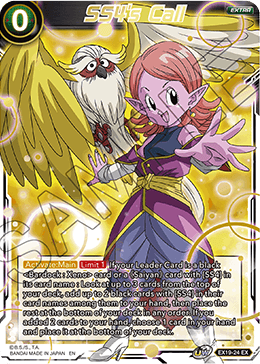 SS4's Call
EXTRA
0
Activate:Main Limit 1 If your Leader Card is a black
<Bardock : Xeno> card or a {Saiyan} card with [SS4] in
its card name : Look at up to 3 cards from the top of
your deck, add up to 2 black cards with [SS4] in their
card names among them to your hand, then place the
rest at the bottom of your deck in any order. If you
added 2 cards to your hand, choose 1 card in your hand
and place it at the bottom of your deck.
©B.S./S.,T.A.
BANDAI MADE IN JAPAN EN
EX19-24 EX